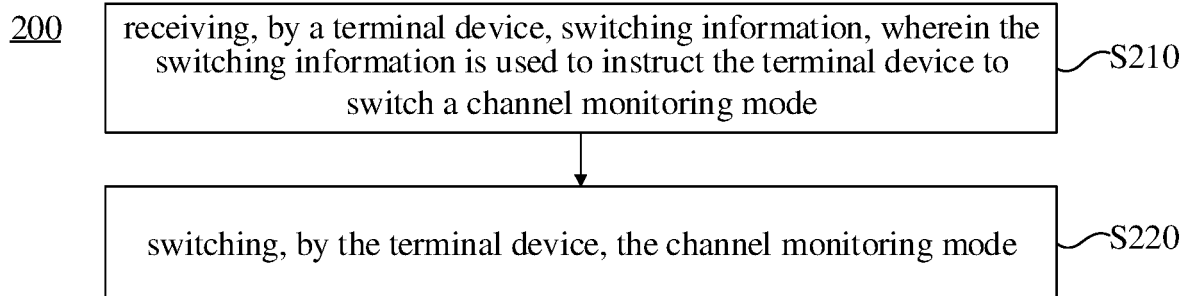 200
receiving, by a terminal device, switching information, wherein the
switching information is used to instruct the terminal device to
switch a channel monitoring mode
S210
switching, by the terminal device, the channel monitoring mode
S220